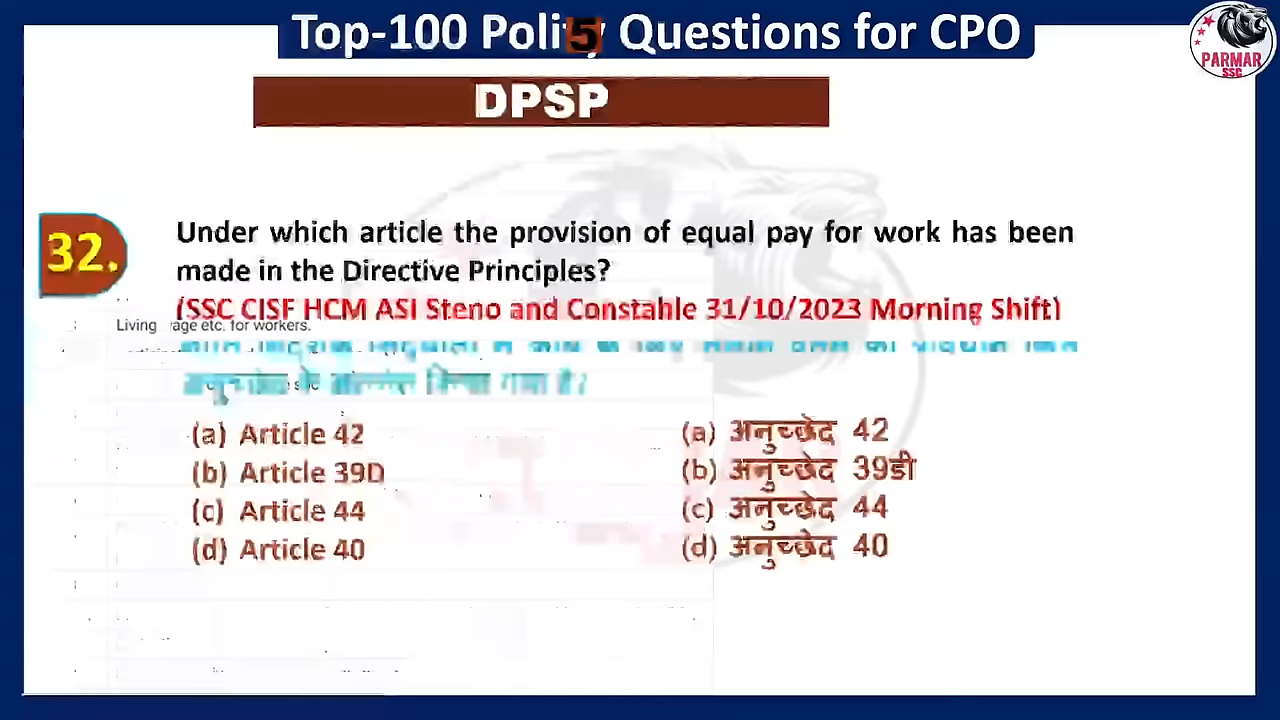 Top-100 Polity Questions for CPO
5
PARMAR
SSC
DPSP
32.
Under which article the provision of equal pay for work has been
made in the Directive Principles?
(SSC CISF HCM ASI Steno and Constable 31/10/2023 Morning Shift)
Living age etc. for workers.
(a) Article 42
(b) Article 39D
(c) Article 44
(d) Article 40
(a) अनुच्छेद 42
(b) अनुच्छेद 39डी
(c) अनुच्छेद 44
(d) अनुच्छेद 40